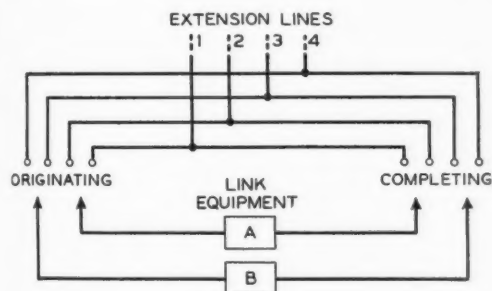 EXTENSION LINES
1 2 3 4
ORIGINATING
LINK
EQUIPMENT
COMPLETING
A
B